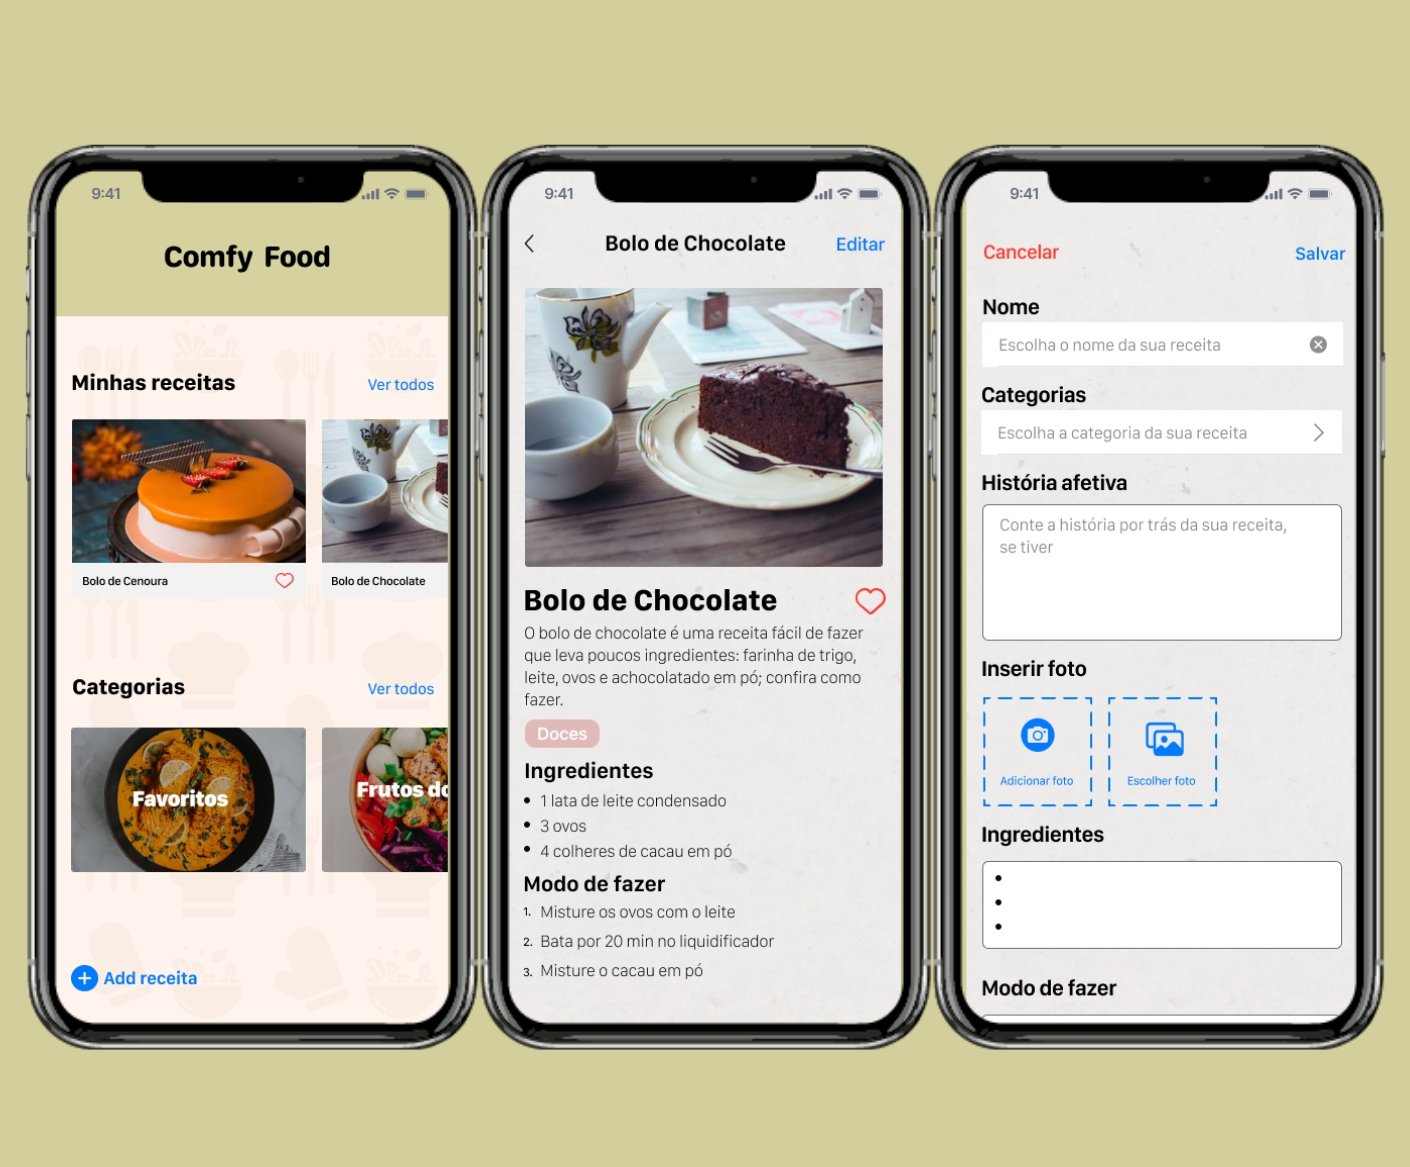 9:41
Comfy Food
Minhas receitas
Ver todos
Bolo de Cenoura
Bolo de Chocolate
Categorias
Ver todos
Favoritos
Frutos do
Add receita
9:41
Bolo de Chocolate
Editar
Bolo de Chocolate
O bolo de chocolate é uma receita fácil de fazer
que leva poucos ingredientes: farinha de trigo,
leite, ovos e achocolatado em pó; confira como
fazer.
Doces
Ingredientes
• 1 lata de leite condensado
• 3 ovos
• 4 colheres de cacau em pó
Modo de fazer
1. Misture os ovos com o leite
2. Bata por 20 min no liquidificador
3. Misture o cacau em pó
9:41
Cancelar
Salvar
Nome
Escolha o nome da sua receita
Categorias
Escolha a categoria da sua receita
História afetiva
Conte a história por trás da sua receita,
se tiver
Inserir foto
Adicionar foto
Escolher foto
Ingredientes
Modo de fazer